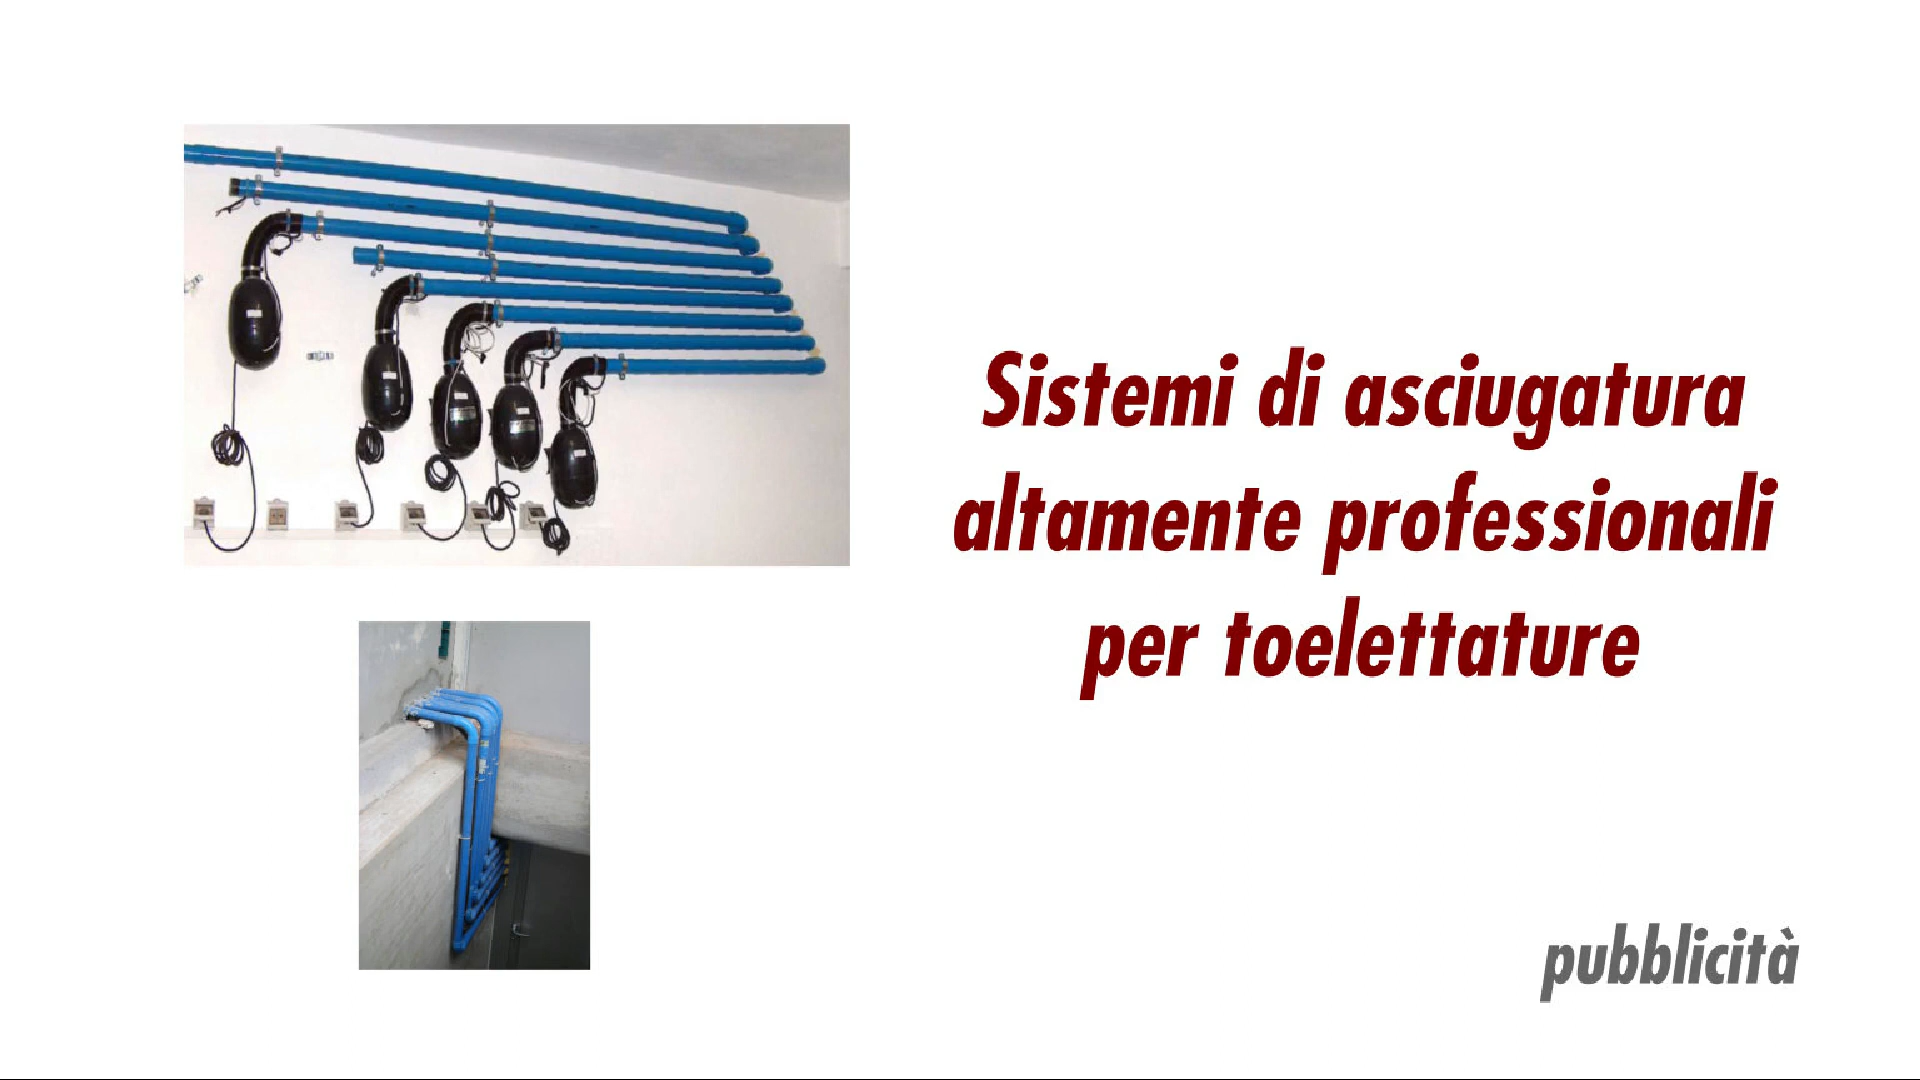 Sistemi di asciugatura
altamente professionali
per toelettature
pubblicità